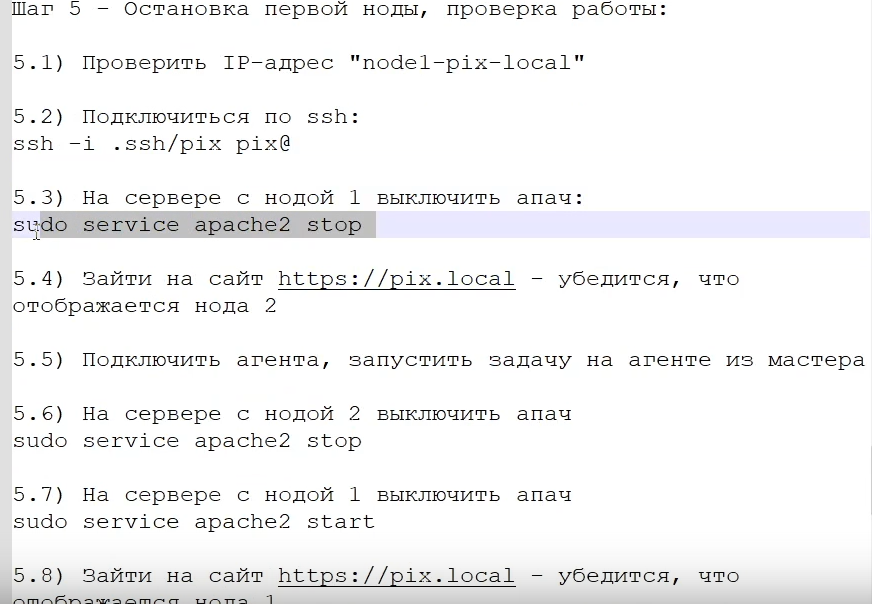 Шаг 5 – Остановка первой ноды, проверка работы:
5.1) Проверить IP-адрес "node1-pix-local"
5.2) Подключиться по ssh:
ssh -i .ssh/pix pix@
5.3) На сервере с нодой 1 выключить апач:
sudo service apache2 stop
5.4) Зайти на сайт https://pix.local – убедится, что
отображается нода 2
5.5) Подключить агента, запустить задачу на агенте из мастера
5.6) На сервере с нодой 2 выключить апач
sudo service apache2 stop
5.7) На сервере с нодой 1 выключить апач
sudo service apache2 start
5.8) Зайти на сайт https://pix.local – убедится, что
отображается нода 1